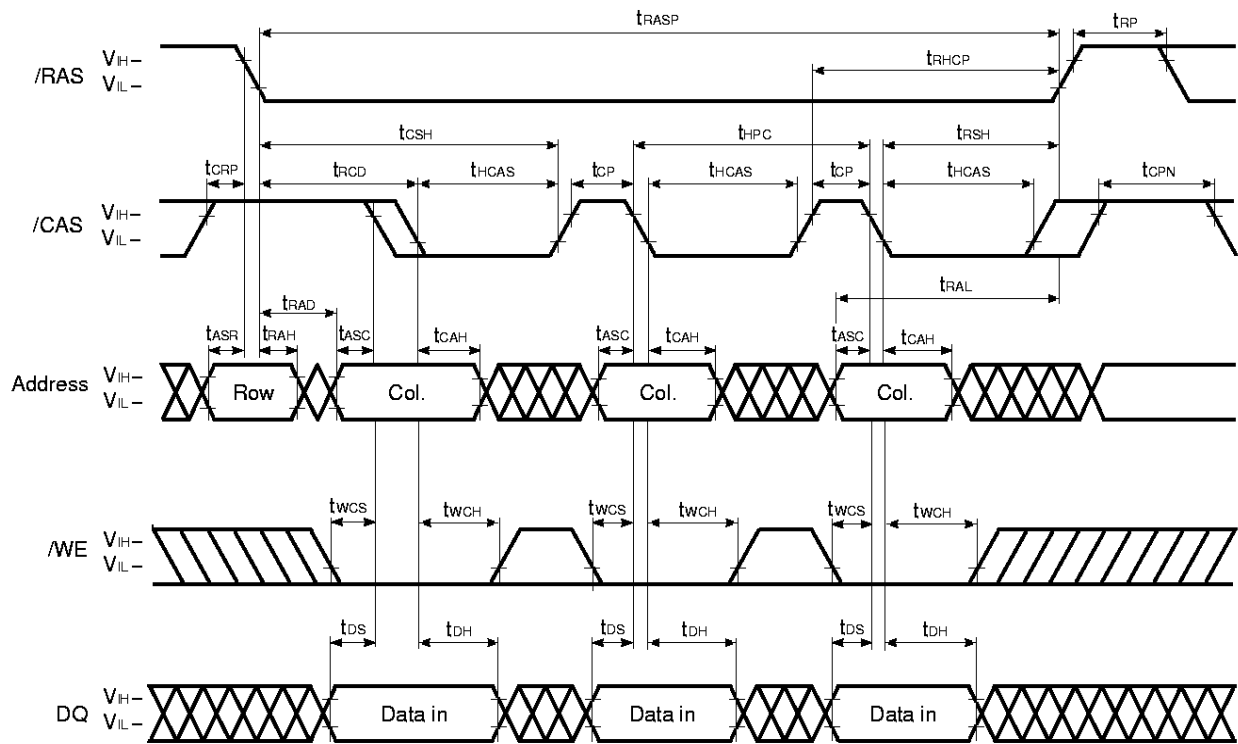 tRASP
tRP
tRHCP
/RAS
VIH–
VIL–
tCSH
tHPC
tRSH
tCRP
tRCD
tHCAS
tCP
tHCAS
tCP
tHCAS
tCPN
/CAS
VIH–
VIL–
tRAD
tRAL
tASR
tRAH
tASC
tCAH
tASC
tCAH
tASC
tCAH
Address
VIH–
VIL–
Row
Col.
Col.
Col.
tWCS
tWCH
tWCS
tWCH
tWCS
tWCH
/WE
VIH–
VIL–
tDS
tDH
tDS
tDH
tDS
tDH
DQ
VIH–
VIL–
Data in
Data in
Data in